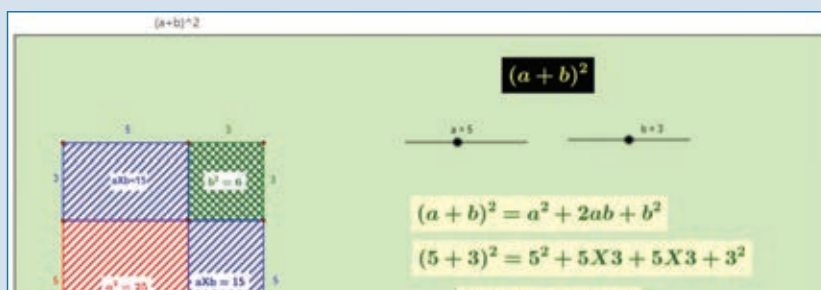 (a+b)^2
(a + b)²
a = 5
b = 3
5 3
3 aXb=15 b² = 6 3
(a + b)² = a² + 2ab + b²
(5 + 3)² = 5² + 5X3 + 5X3 + 3²
5 a² = 25 aXb = 15 5